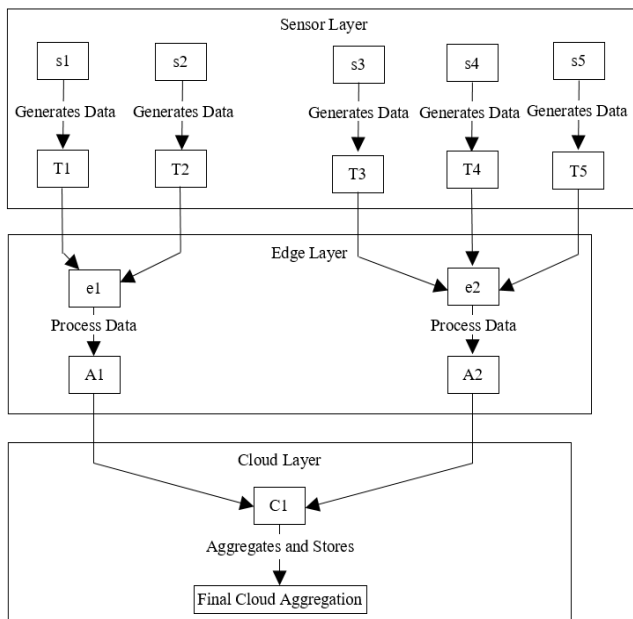 Sensor Layer
s1 s2 s3 s4 s5
Generates Data Generates Data Generates Data Generates Data Generates Data
T1 T2 T3 T4 T5
Edge Layer
e1 e2
Process Data Process Data
A1 A2
Cloud Layer
C1
Aggregates and Stores
Final Cloud Aggregation